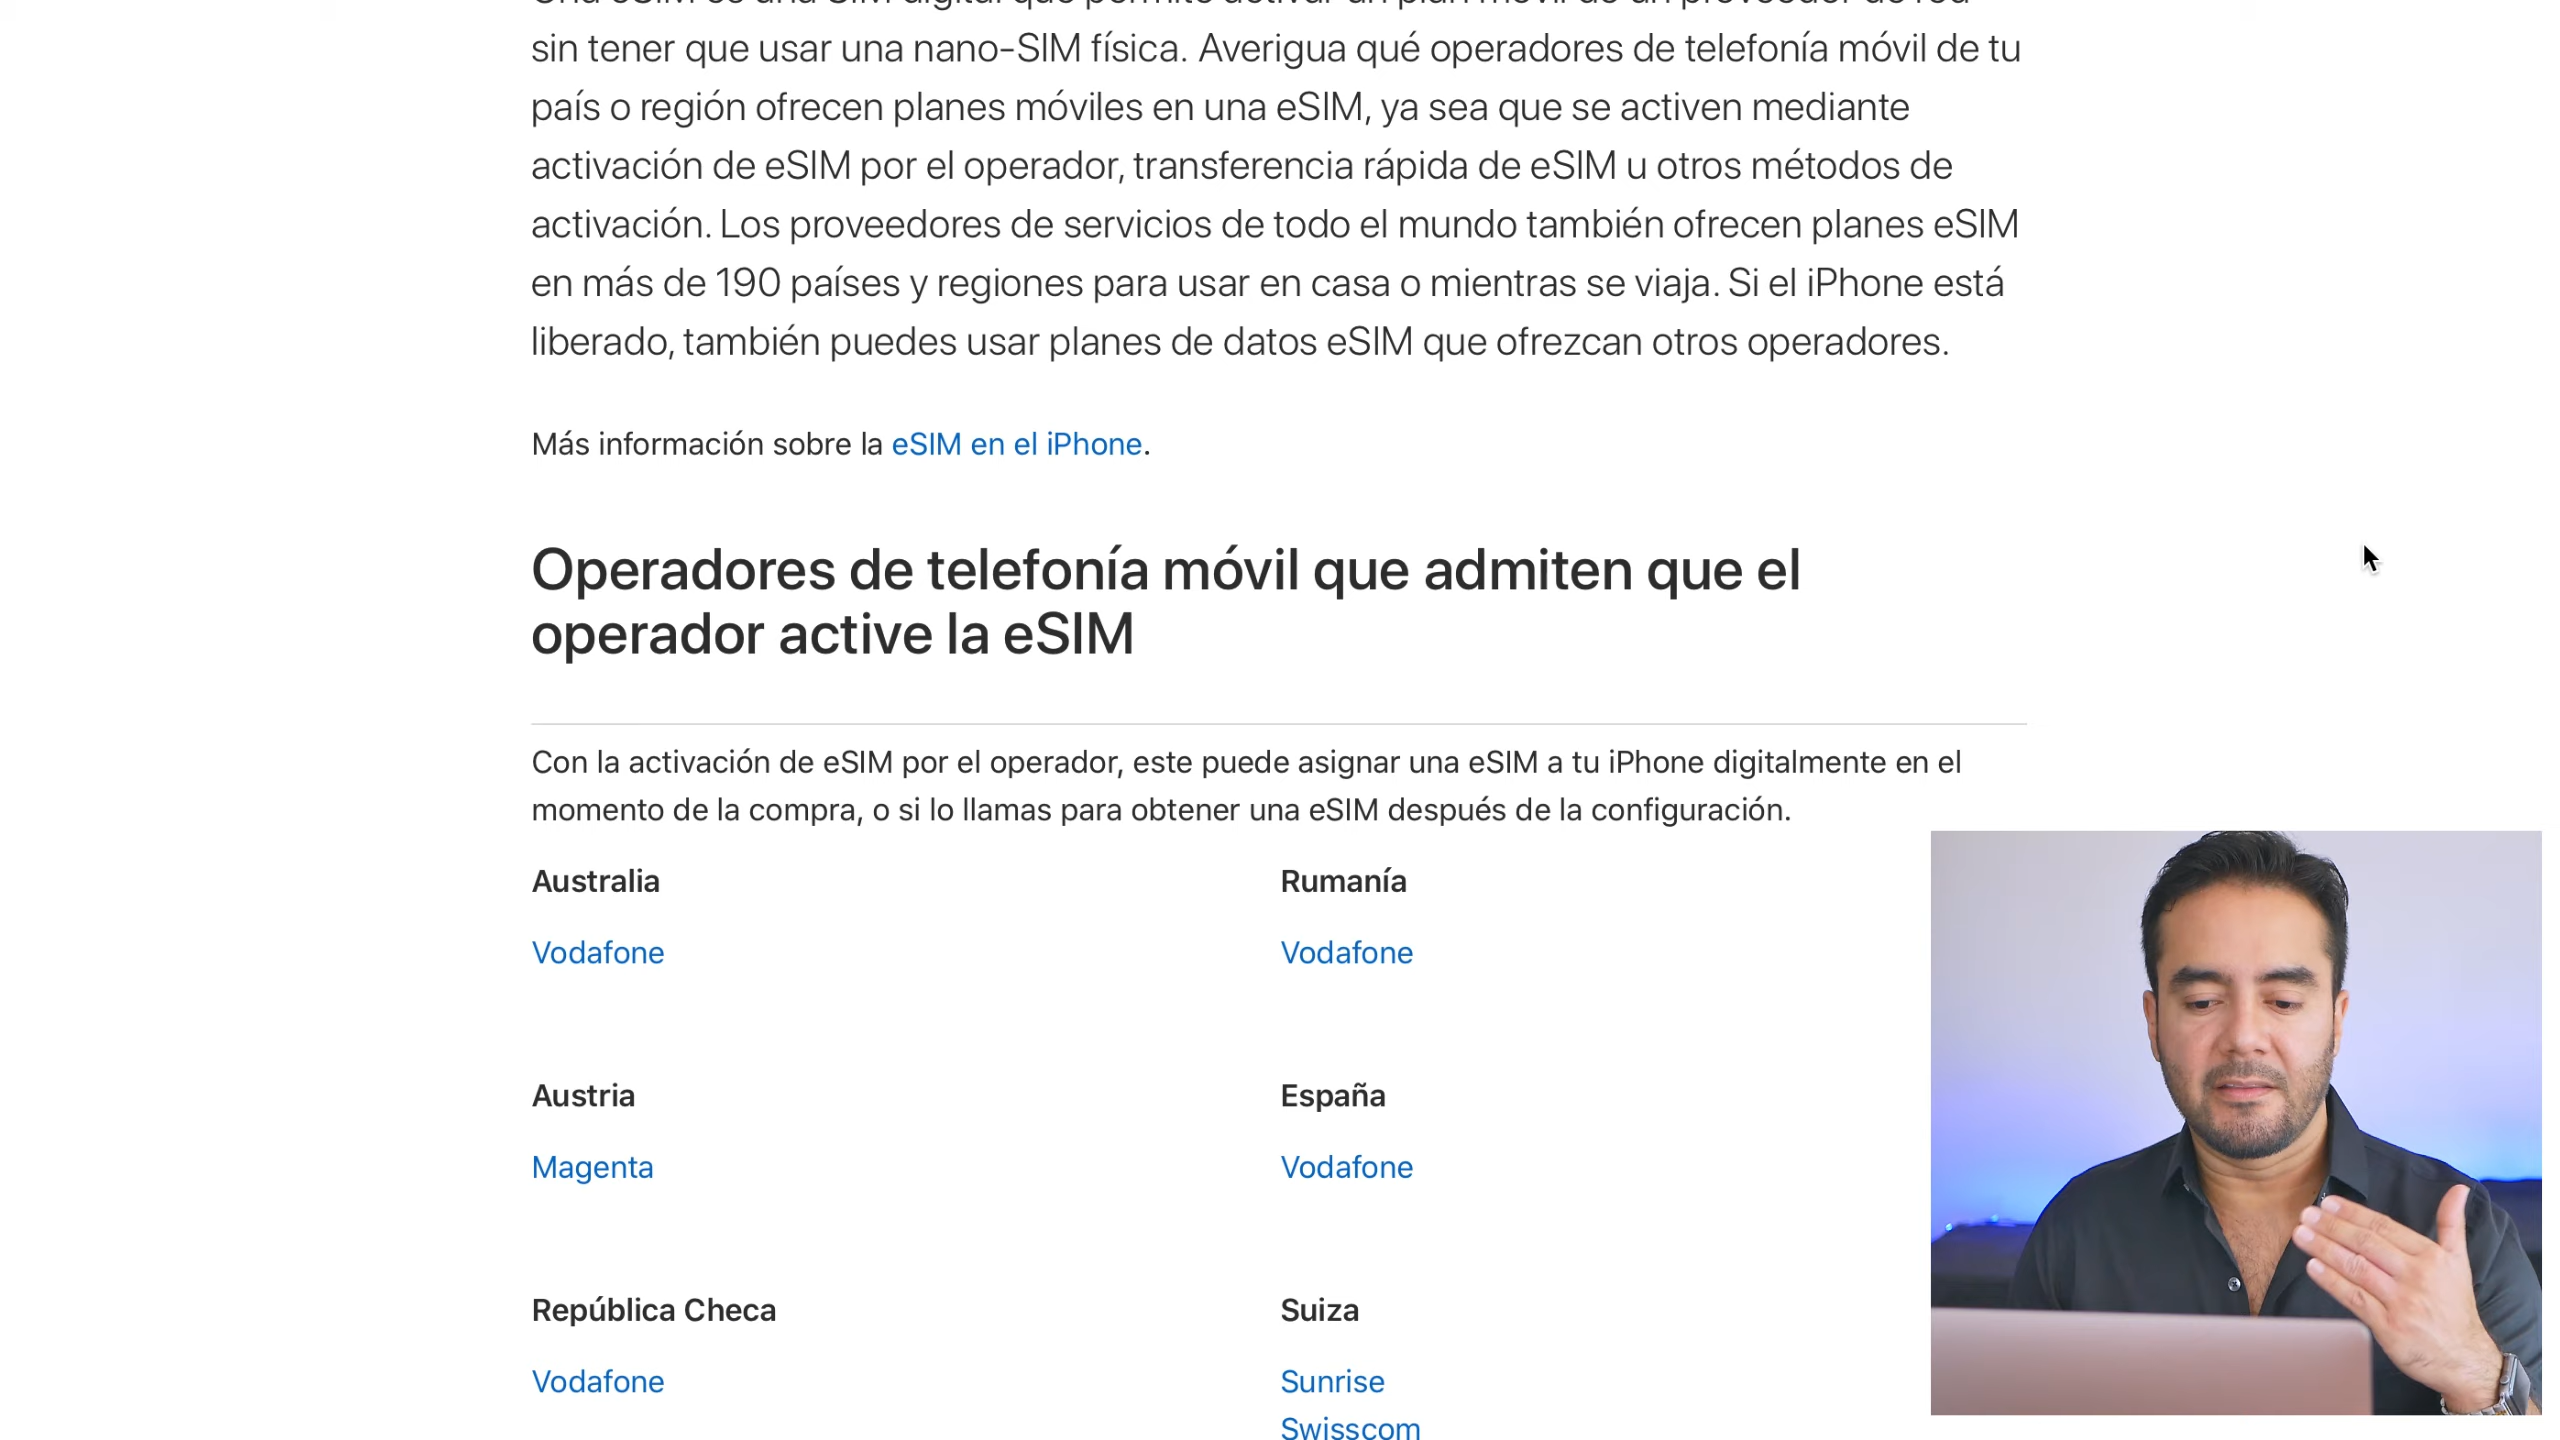 sin tener que usar una nano-SIM física. Averigua qué operadores de telefonía móvil de tu
país o región ofrecen planes móviles en una eSIM, ya sea que se activen mediante
activación de eSIM por el operador, transferencia rápida de eSIM u otros métodos de
activación. Los proveedores de servicios de todo el mundo también ofrecen planes eSIM
en más de 190 países y regiones para usar en casa o mientras se viaja. Si el iPhone está
liberado, también puedes usar planes de datos eSIM que ofrezcan otros operadores.
Más información sobre la eSIM en el iPhone.
Operadores de telefonía móvil que admiten que el
operador active la eSIM
Con la activación de eSIM por el operador, este puede asignar una eSIM a tu iPhone digitalmente en el
momento de la compra, o si lo llamas para obtener una eSIM después de la configuración.
Australia
Vodafone
Rumanía
Vodafone
Austria
Magenta
España
Vodafone
República Checa
Vodafone
Suiza
Sunrise
Swisscom